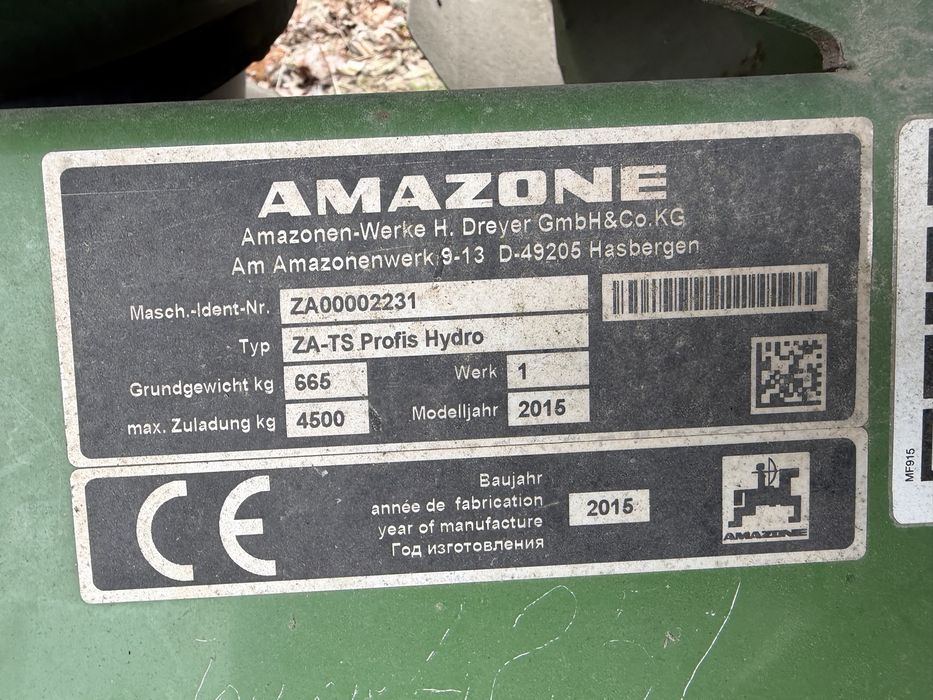 AMAZONE
Amazonen-Werke H. Dreyer GmbH&Co.KG
Am Amazonenwerk 9-13 D-49205 Hasbergen
Masch.-Ident-Nr. ZA00002231
Typ ZA-TS Profis Hydro
Grundgewicht kg 665 Werk 1
max. Zuladung kg 4500 Modelljahr 2015
CE
Baujahr
année de fabrication
year of manufacture
Год изготовления
2015
AMAZONE
MF915